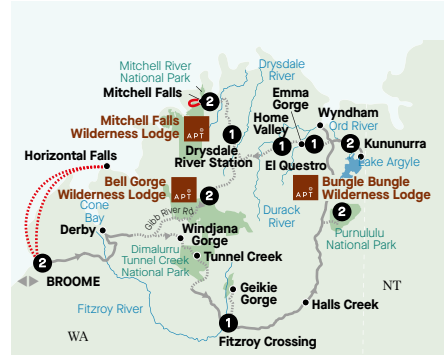 Mitchell River
National Park
Mitchell Falls
2
Drysdale
River
Emma
Gorge
Wyndham
Ord River
Home
Valley
Mitchell Falls
Wilderness Lodge
APT
1
Drysdale
River Station
1
1
2
Kununurra
Lake Argyle
El Questro
Horizontal Falls
Bell Gorge
Wilderness Lodge
APT
2
APT
Bungle Bungle
Wilderness Lodge
Cone
Bay
Gibb River Rd
Durack
River
2
Purnululu
National Park
Derby
Windjana
Gorge
Dimalurru
Tunnel Creek
National Park
Tunnel Creek
2
BROOME
Geikie
Gorge
Halls Creek
NT
Fitzroy River
WA
1
Fitzroy Crossing